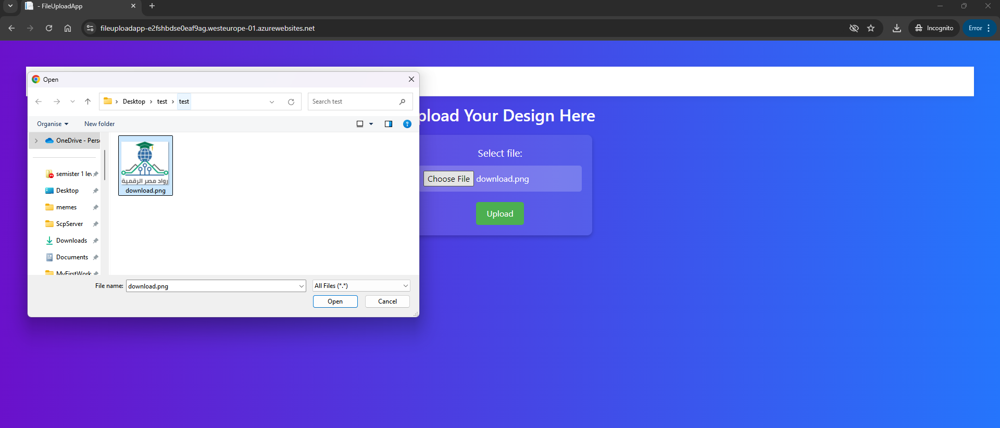 - FileUploadApp
fileuploadapp-e2fshbdse0eaf9ag.westeurope-01.azurewebsites.net
Incognito
Error
Open
Desktop
test
test
Search test
Organise
New folder
OneDrive - Pers
semister 1 lev
Desktop
memes
ScpServer
Downloads
Documents
MyFirstWork
رواد مصر الرقمية
download.png
File name:
download.png
All Files (*.*)
Open
Cancel
pload Your Design Here
Select file:
Choose File
download.png
Upload